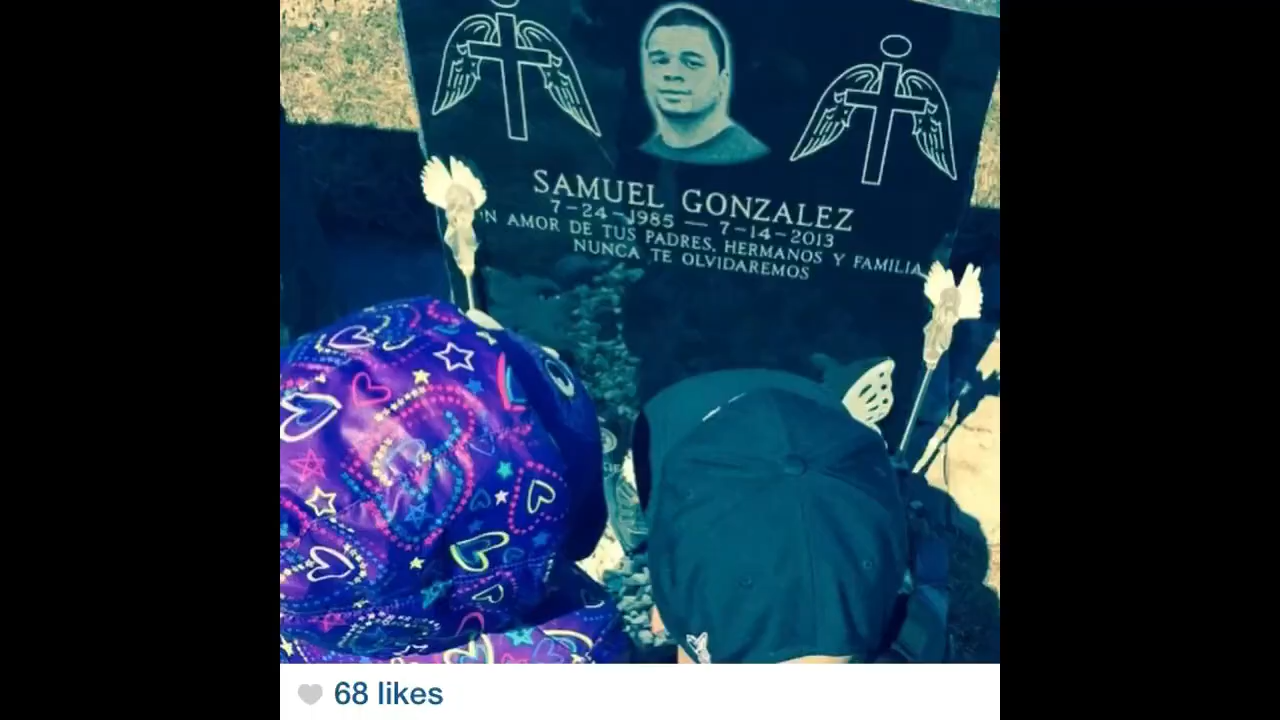 SAMUEL GONZALEZ
7-24-1985 — 7-14-2013
AMOR DE TUS PADRES, HERMANOS Y FAMILIA
NUNCA TE OLVIDAREMOS
68 likes